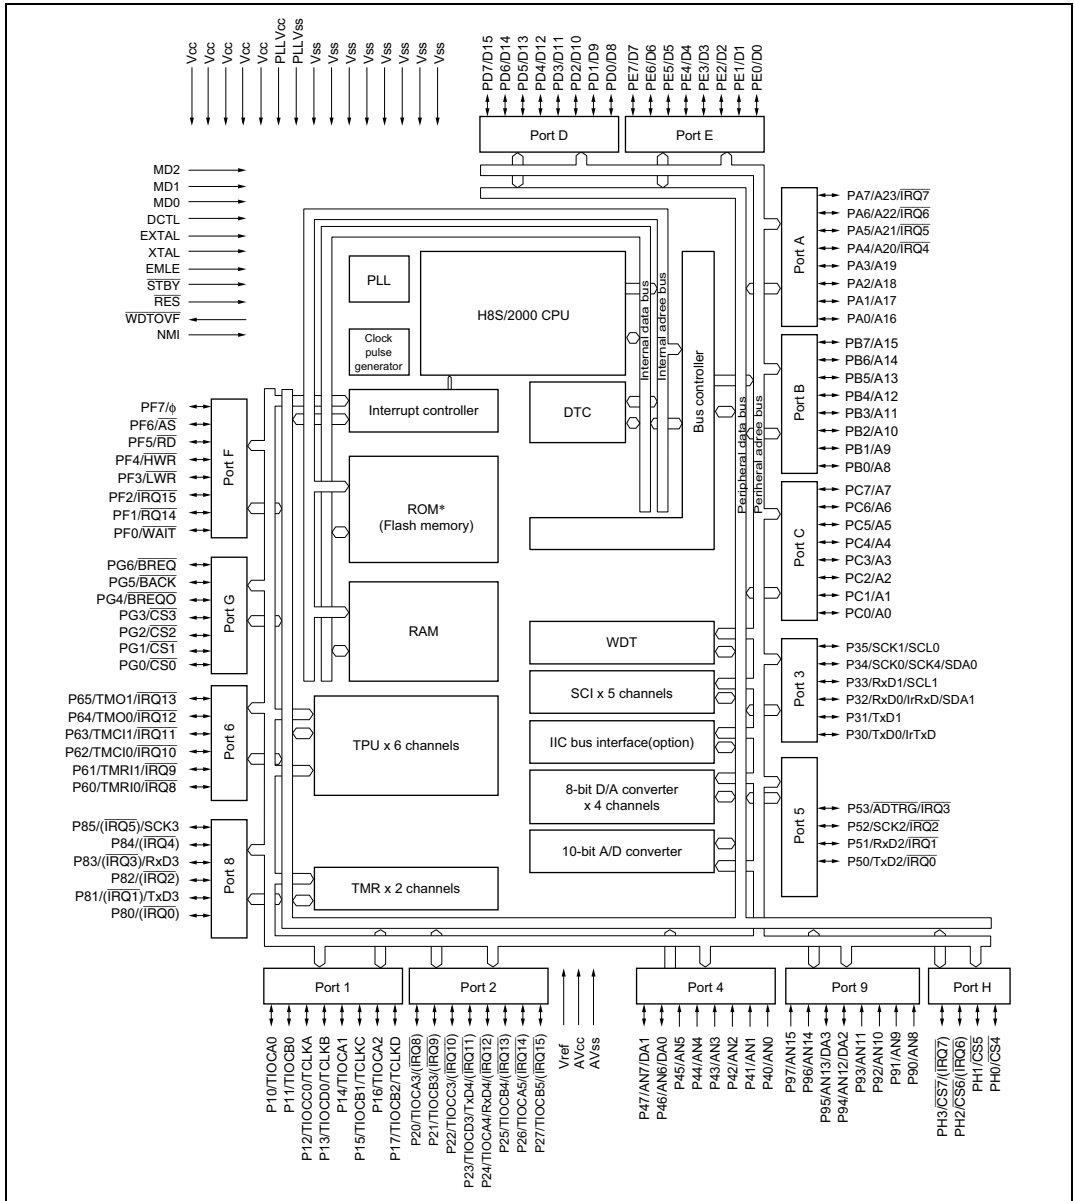 Vcc
Vcc
Vcc
Vcc
Vcc
PLLVcc
PLLVss
Vss
Vss
Vss
Vss
Vss
Vss
Vss
Vss
PD7/D15
PD6/D14
PD5/D13
PD4/D12
PD3/D11
PD2/D10
PD1/D9
PD0/D8
PE7/D7
PE6/D6
PE5/D5
PE4/D4
PE3/D3
PE2/D2
PE1/D1
PE0/D0
Port D
Port E
MD2
MD1
MD0
DCTL
EXTAL
XTAL
EMLE
STBY
RES
WDTOVF
NMI
PLL
Clock
pulse
generator
H8S/2000 CPU
Internal data bus
Internal adree bus
Bus controller
Peripheral data bus
Periheral adree bus
DTC
Interrupt controller
ROM*
(Flash memory)
RAM
TPU x 6 channels
TMR x 2 channels
WDT
SCI x 5 channels
IIC bus interface(option)
8-bit D/A converter
x 4 channels
10-bit A/D converter
Port A
PA7/A23/IRQ7
PA6/A22/IRQ6
PA5/A21/IRQ5
PA4/A20/IRQ4
PA3/A19
PA2/A18
PA1/A17
PA0/A16
Port B
PB7/A15
PB6/A14
PB5/A13
PB4/A12
PB3/A11
PB2/A10
PB1/A9
PB0/A8
Port C
PC7/A7
PC6/A6
PC5/A5
PC4/A4
PC3/A3
PC2/A2
PC1/A1
PC0/A0
Port 3
P35/SCK1/SCL0
P34/SCK0/SCK4/SDA0
P33/RxD1/SCL1
P32/RxD0/IrRxD/SDA1
P31/TxD1
P30/TxD0/IrTxD
Port 5
P53/ADTRG/IRQ3
P52/SCK2/IRQ2
P51/RxD2/IRQ1
P50/TxD2/IRQ0
PF7/ϕ
PF6/AS
PF5/RD
PF4/HWR
PF3/LWR
PF2/IRQ15
PF1/RQ14
PF0/WAIT
Port F
PG6/BREQ
PG5/BACK
PG4/BREQO
PG3/CS3
PG2/CS2
PG1/CS1
PG0/CS0
Port G
P65/TMO1/IRQ13
P64/TMO0/IRQ12
P63/TMCI1/IRQ11
P62/TMCI0/IRQ10
P61/TMRI1/IRQ9
P60/TMRI0/IRQ8
Port 6
P85/(IRQ5)/SCK3
P84/(IRQ4)
P83/(IRQ3)/RxD3
P82/(IRQ2)
P81/(IRQ1)/TxD3
P80/(IRQ0)
Port 8
Port 1
Port 2
Port 4
Port 9
Port H
P10/TIOCA0
P11/TIOCB0
P12/TIOCC0/TCLKA
P13/TIOCD0/TCLKB
P14/TIOCA1
P15/TIOCB1/TCLKC
P16/TIOCA2
P17/TIOCB2/TCLKD
P20/TIOCA3/(IRQ8)
P21/TIOCB3/(IRQ9)
P22/TIOCC3/(IRQ10)
P23/TIOCD3/TxD4/(IRQ11)
P24/TIOCA4/RxD4/(IRQ12)
P25/TIOCB4/(IRQ13)
P26/TIOCA5/(IRQ14)
P27/TIOCB5/(IRQ15)
Vref
AVcc
AVss
P47/AN7/DA1
P46/AN6/DA0
P45/AN5
P44/AN4
P43/AN3
P42/AN2
P41/AN1
P40/AN0
P97/AN15
P96/AN14
P95/AN13/DA3
P94/AN12/DA2
P93/AN11
P92/AN10
P91/AN9
P90/AN8
PH3/CS7/(IRQ7)
PH2/CS6/(IRQ6)
PH1/CS5
PH0/CS4